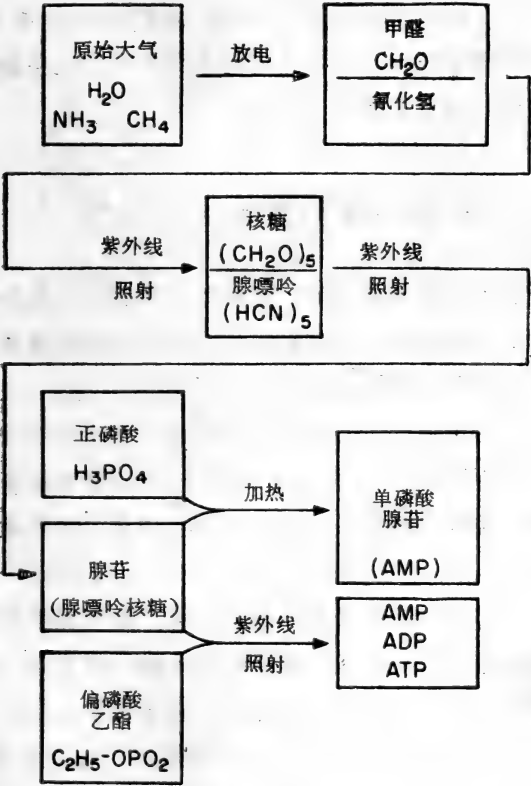 原始大气
H₂O
NH₃ CH₄
放电
甲醛
CH₂O
氰化氢
紫外线
照射
核糖
(CH₂O)₅
腺嘌呤
(HCN)₅
紫外线
照射
正磷酸
H₃PO₄
加热
单磷酸
腺苷
(AMP)
腺苷
(腺嘌呤核糖)
紫外线
照射
AMP
ADP
ATP
偏磷酸
乙酯
C₂H₅-OPO₂